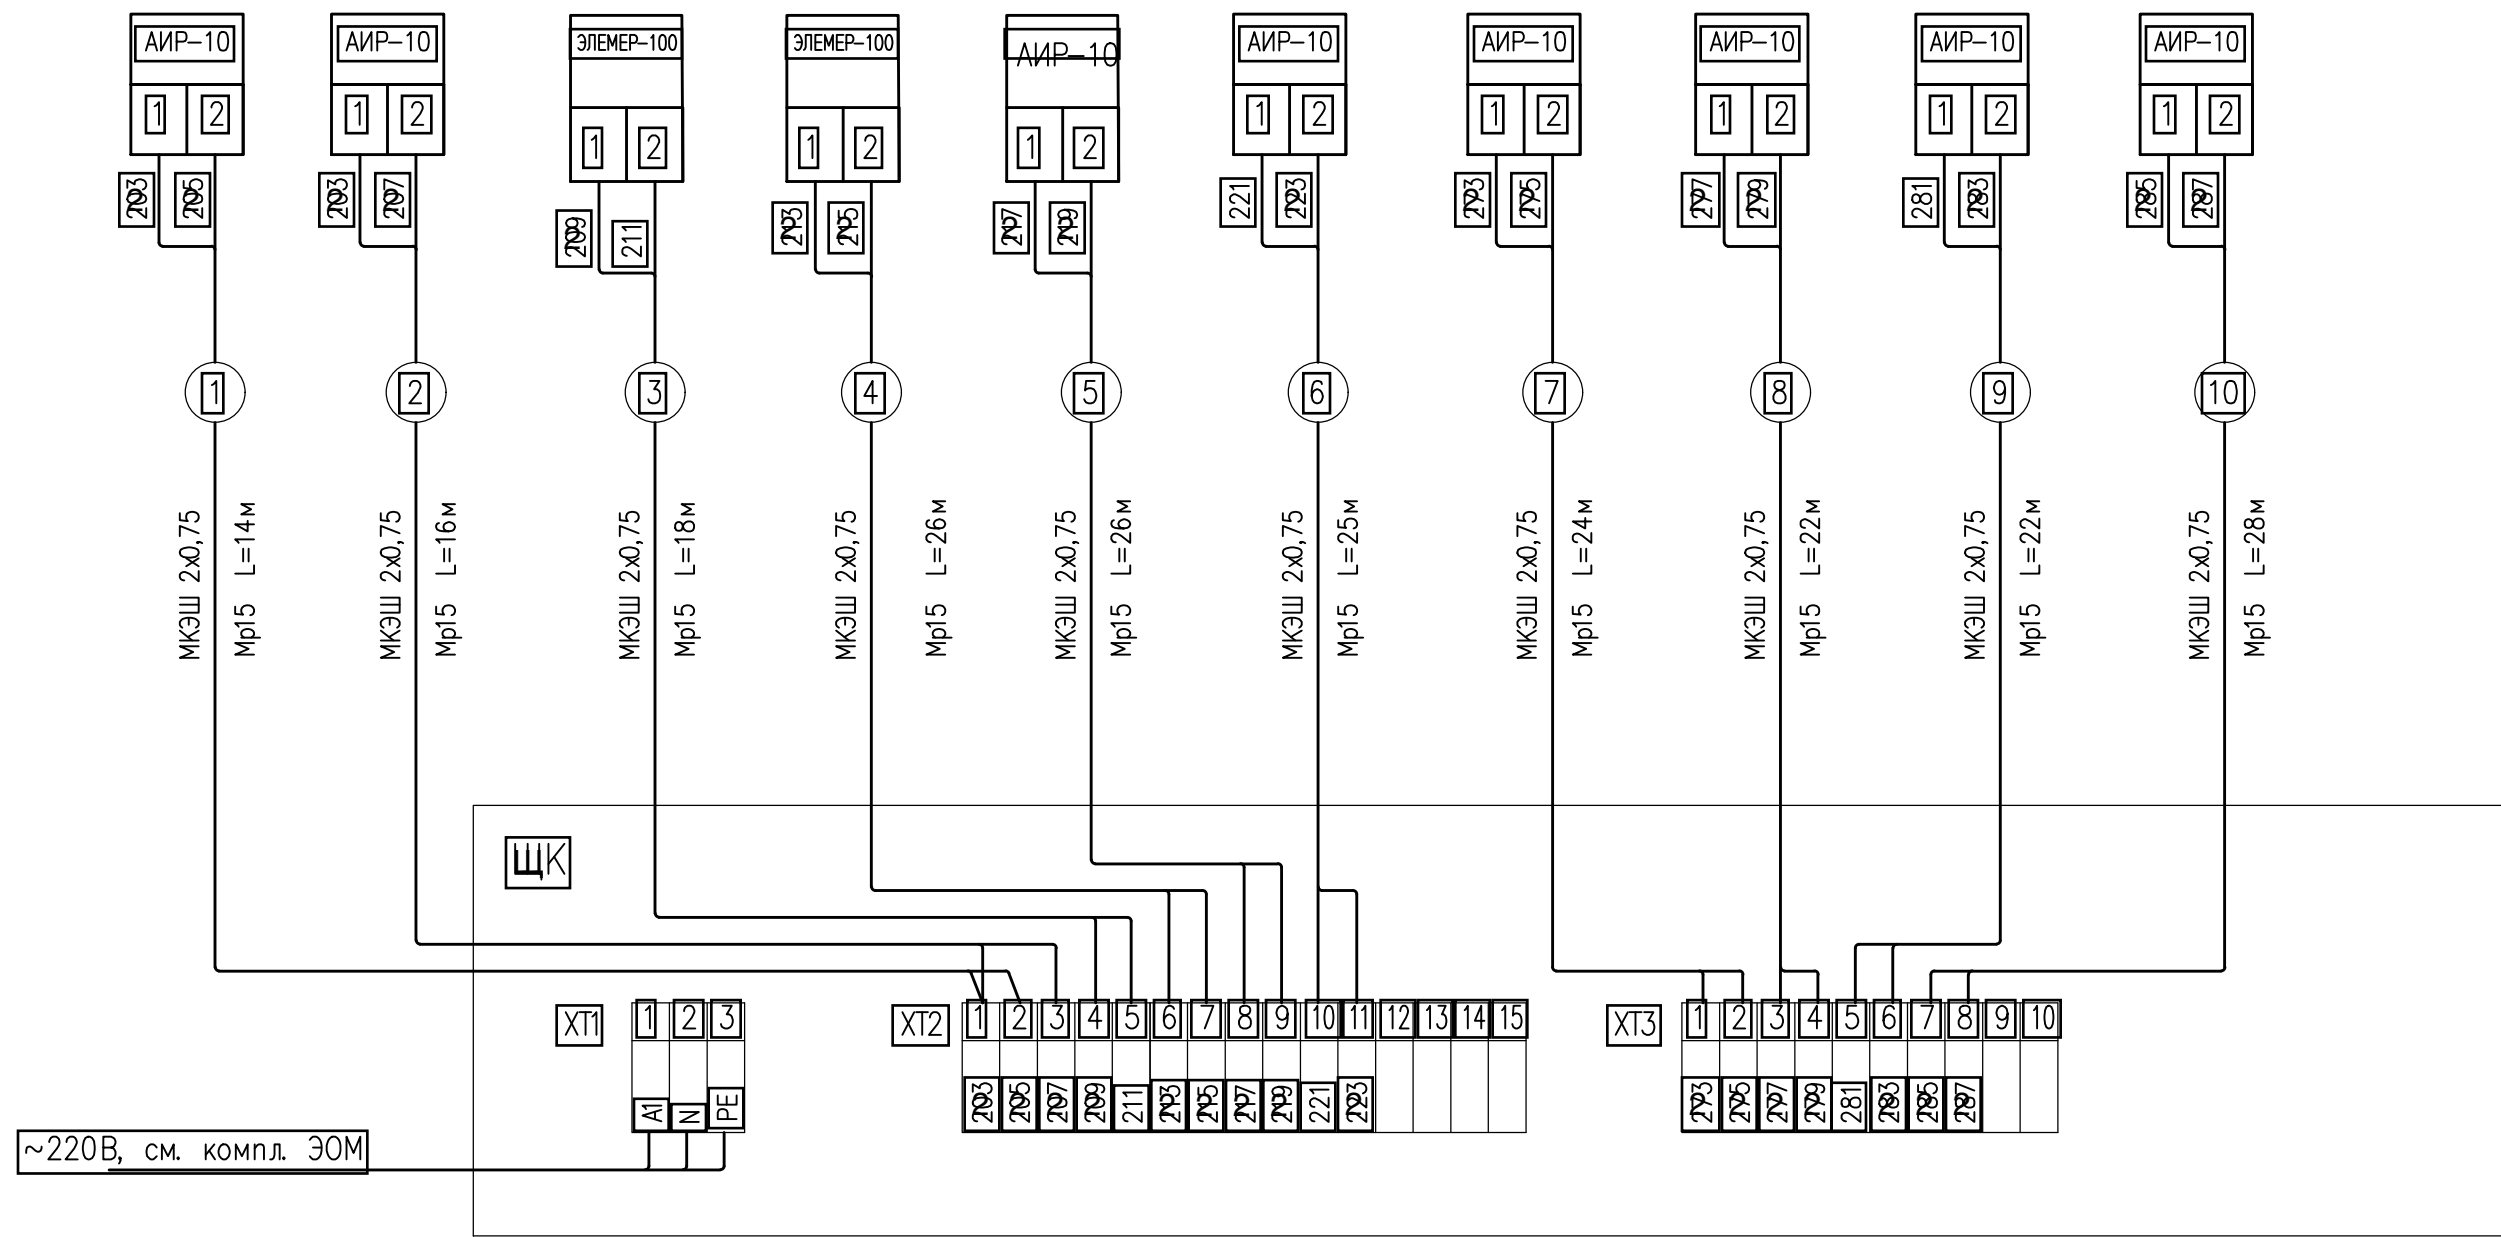 АИР-10 АИР-10 ЭЛЕМЕР-100 ЭЛЕМЕР-100 АИР-10 АИР-10 АИР-10 АИР-10 АИР-10 АИР-10
1 2 1 2 1 2 1 2 1 2 1 2 1 2 1 2 1 2 1 2
203 205 203 207 209 211 213 215 217 219 221 223 273 275 277 279 281 283 285 287
1 2 3 4 5 6 7 8 9 10
МКЭШ 2х0,75
Мр15 L=14м
МКЭШ 2х0,75
Мр15 L=16м
МКЭШ 2х0,75
Мр15 L=18м
МКЭШ 2х0,75
Мр15 L=26м
МКЭШ 2х0,75
Мр15 L=26м
МКЭШ 2х0,75
Мр15 L=25м
МКЭШ 2х0,75
Мр15 L=24м
МКЭШ 2х0,75
Мр15 L=22м
МКЭШ 2х0,75
Мр15 L=22м
МКЭШ 2х0,75
Мр15 L=28м
ЩК
ХТ1 1 2 3
ХТ2 1 2 3 4 5 6 7 8 9 10 11 12 13 14 15
ХТ3 1 2 3 4 5 6 7 8 9 10
А1 N PE
203 205 207 209 211 213 215 217 219 221 223
273 275 277 279 281 283 285 287
~220В, см. компл. ЭОМ